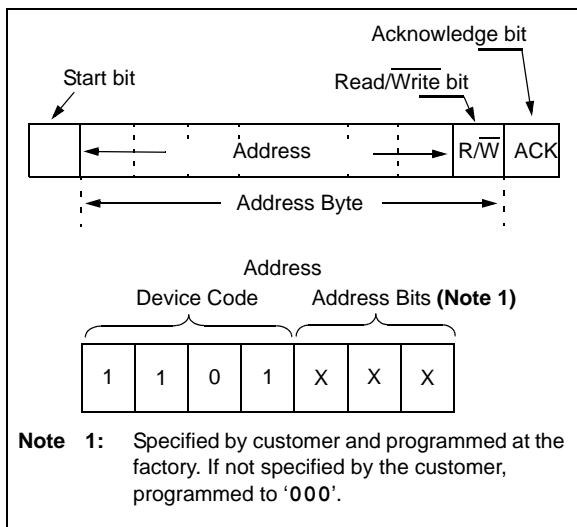 Acknowledge bit
Start bit
Read/Write bit
Address R/W ACK
Address Byte
Address
Device Code Address Bits (Note 1)
1 1 0 1 X X X
Note 1: Specified by customer and programmed at the
factory. If not specified by the customer,
programmed to ‘000’.